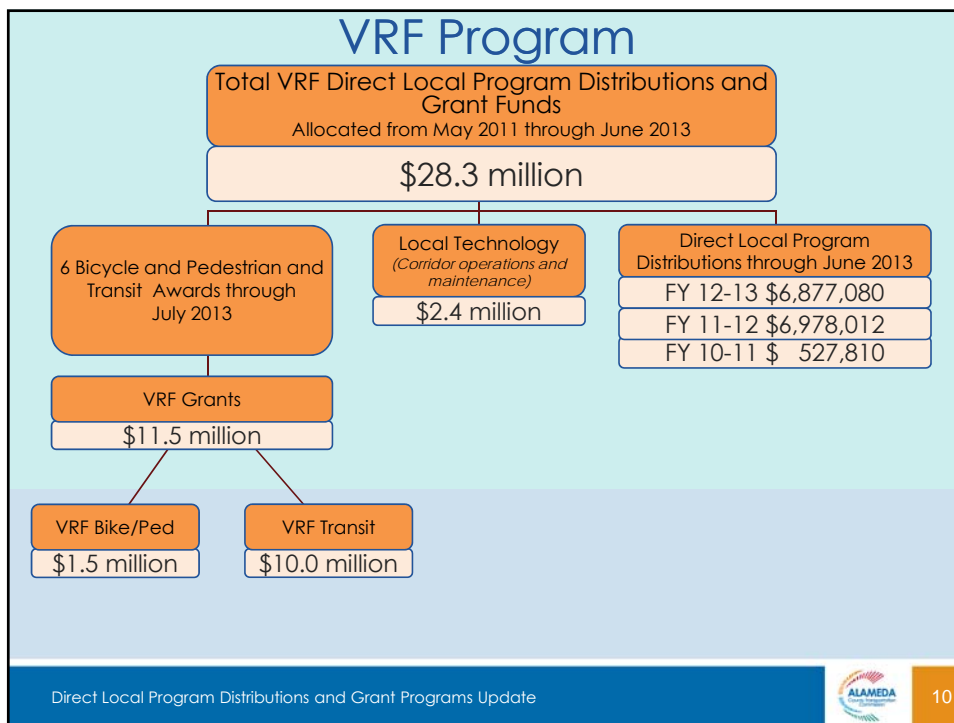 VRF Program
Total VRF Direct Local Program Distributions and
Grant Funds
Allocated from May 2011 through June 2013
$28.3 million
6 Bicycle and Pedestrian and
Transit Awards through
July 2013
Local Technology
(Corridor operations and
maintenance)
$2.4 million
Direct Local Program
Distributions through June 2013
FY 12-13 $6,877,080
FY 11-12 $6,978,012
FY 10-11 $ 527,810
VRF Grants
$11.5 million
VRF Bike/Ped
$1.5 million
VRF Transit
$10.0 million
Direct Local Program Distributions and Grant Programs Update
ALAMEDA
County Transportation
Commission
10